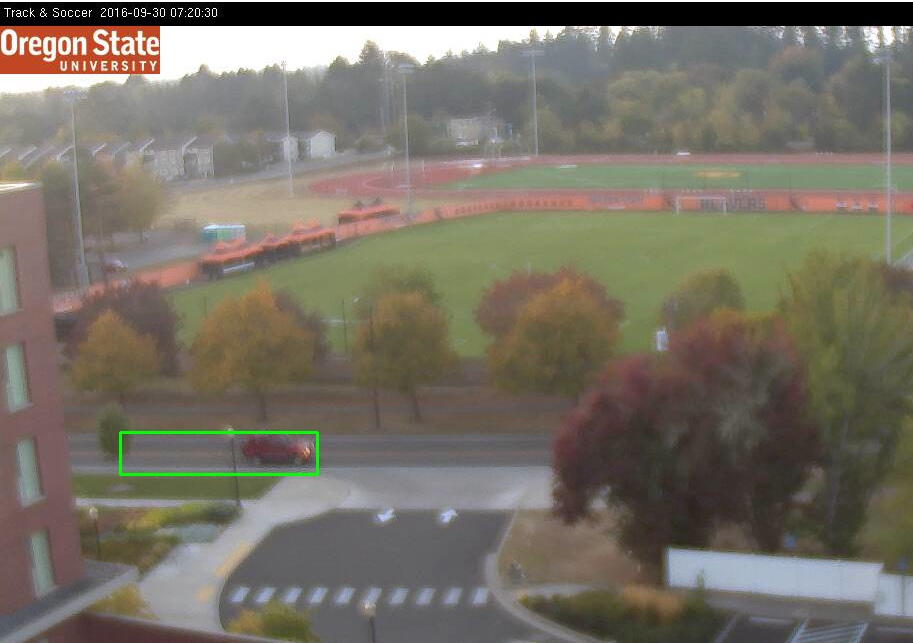 Track & Soccer 2016-09-30 07:20:30
Oregon State
UNIVERSITY